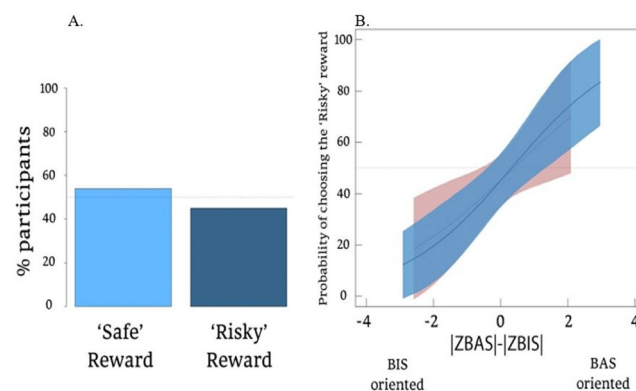 A.
% participants
100
80
60
40
20
0
'Safe'
Reward
'Risky'
Reward
B.
Probability of choosing the 'Risky' reward
100
80
60
40
20
0
-4
-2
0
2
4
|ZBAS|-|ZBIS|
BIS
oriented
BAS
oriented